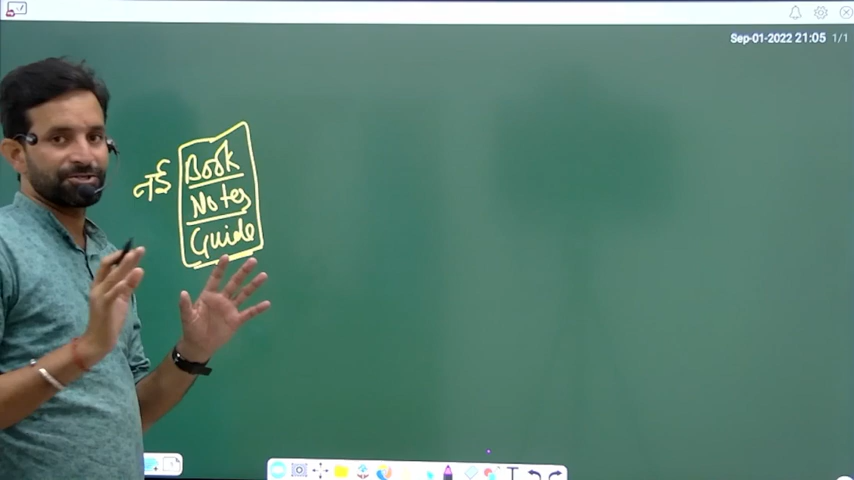 Sep-01-2022 21:05 1/1
नई
Book
Notes
Guide
T